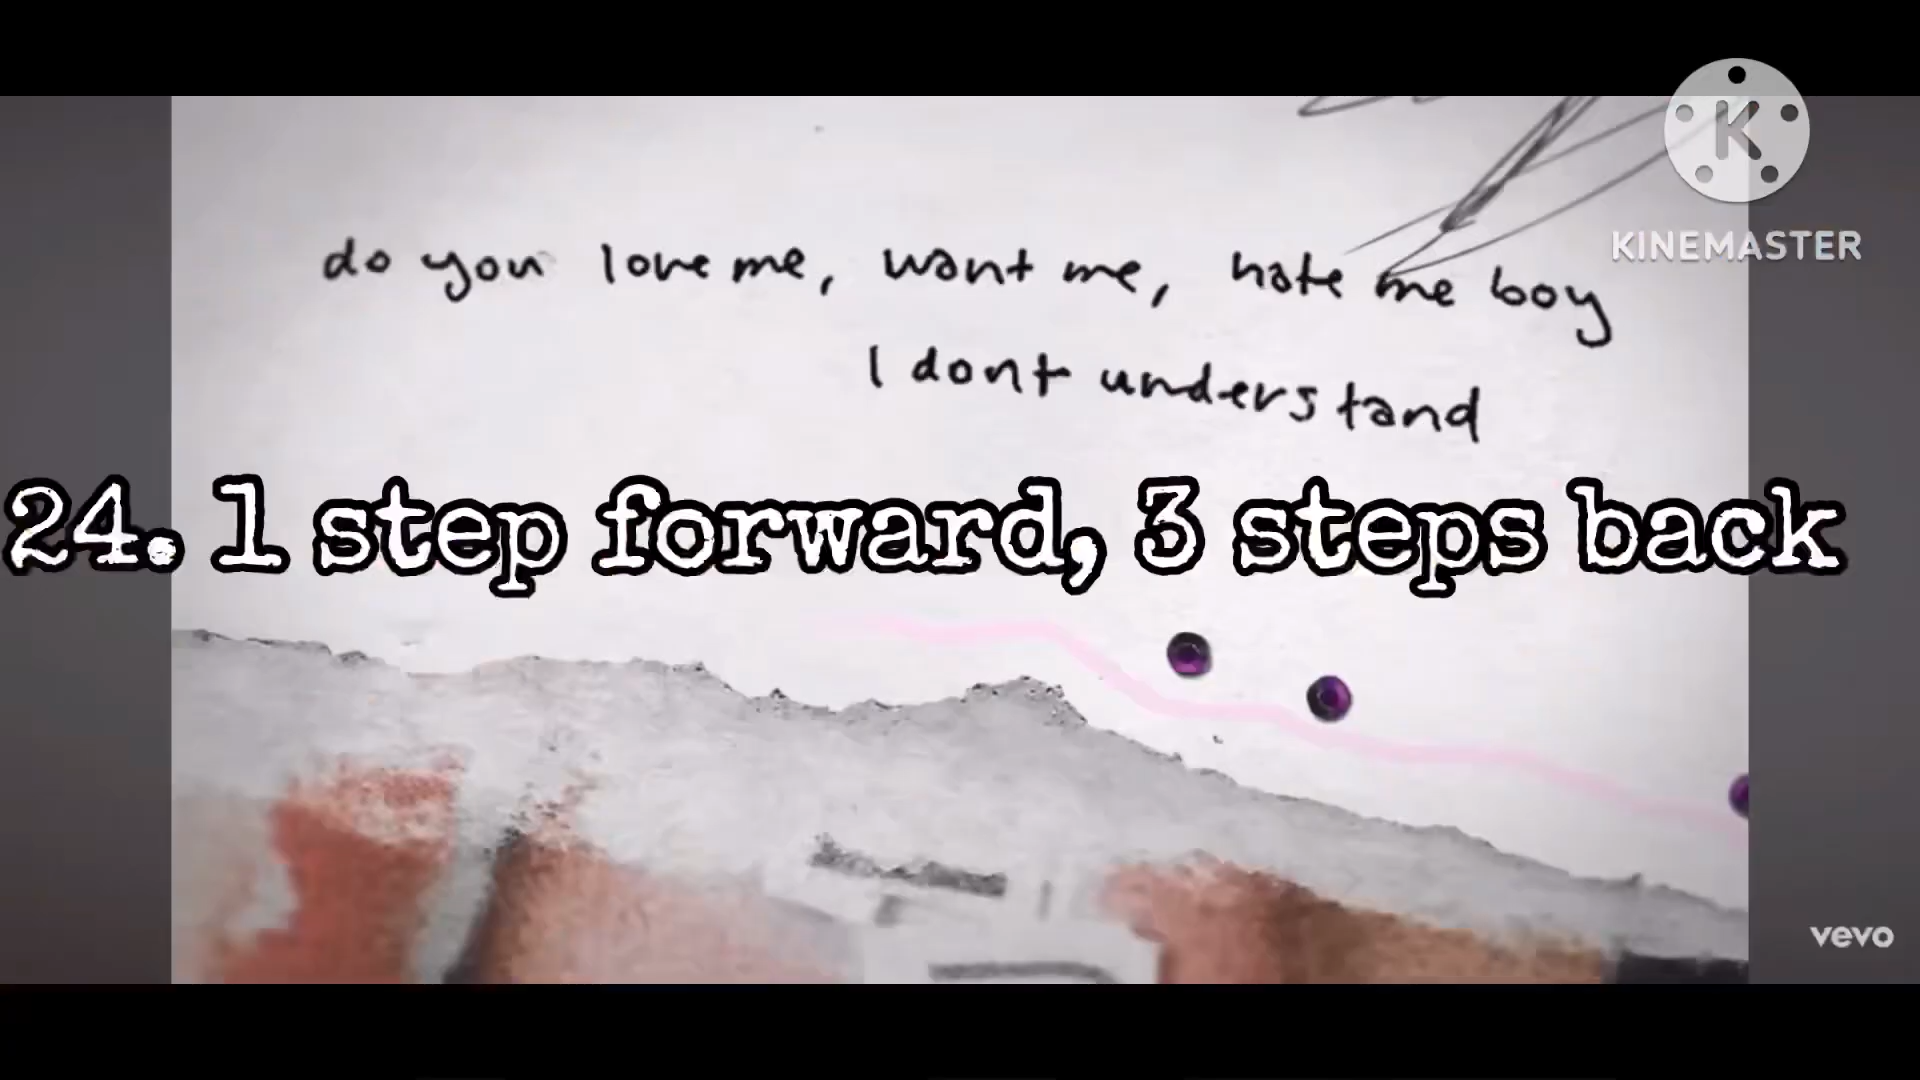 KINEMASTER
do you love me, want me, hate me boy
I dont understand
24. 1 step forward, 3 steps back
vevo